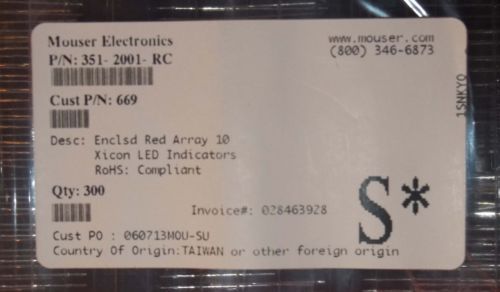 Mouser Electronics
www.mouser.com
(800) 346-6873
P/N: 351- 2001- RC
Cust P/N: 669
Desc: Enclsd Red Array 10
Xicon LED Indicators
RoHS: Compliant
Qty: 300
Invoice#: 028463928
S*
Cust PO : 060713MOU-SU
Country Of Origin:TAIWAN or other foreign origin
1SNKYO